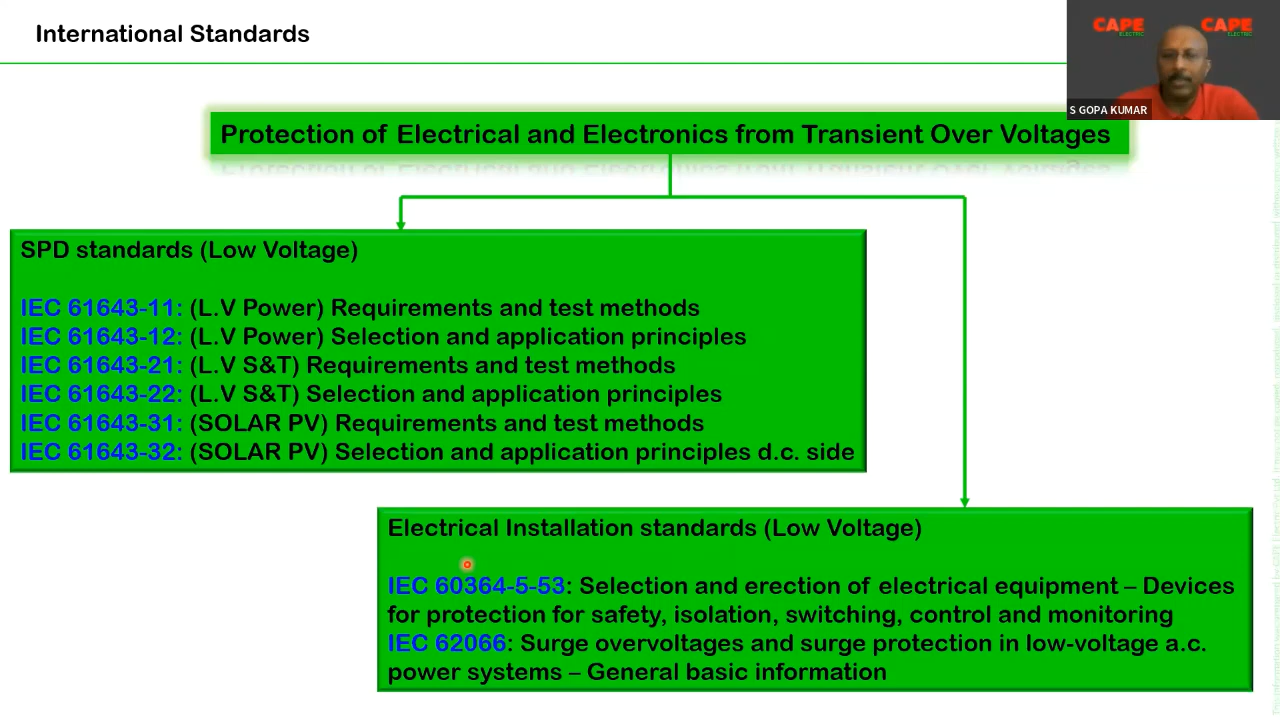 International Standards
CAPE
ELECTRIC
CAPE
ELECTRIC
S GOPA KUMAR
Protection of Electrical and Electronics from Transient Over Voltages
SPD standards (Low Voltage)
IEC 61643-11: (L.V Power) Requirements and test methods
IEC 61643-12: (L.V Power) Selection and application principles
IEC 61643-21: (L.V S&T) Requirements and test methods
IEC 61643-22: (L.V S&T) Selection and application principles
IEC 61643-31: (SOLAR PV) Requirements and test methods
IEC 61643-32: (SOLAR PV) Selection and application principles d.c. side
Electrical Installation standards (Low Voltage)
IEC 60364-5-53: Selection and erection of electrical equipment – Devices
for protection for safety, isolation, switching, control and monitoring
IEC 62066: Surge overvoltages and surge protection in low-voltage a.c.
power systems – General basic information